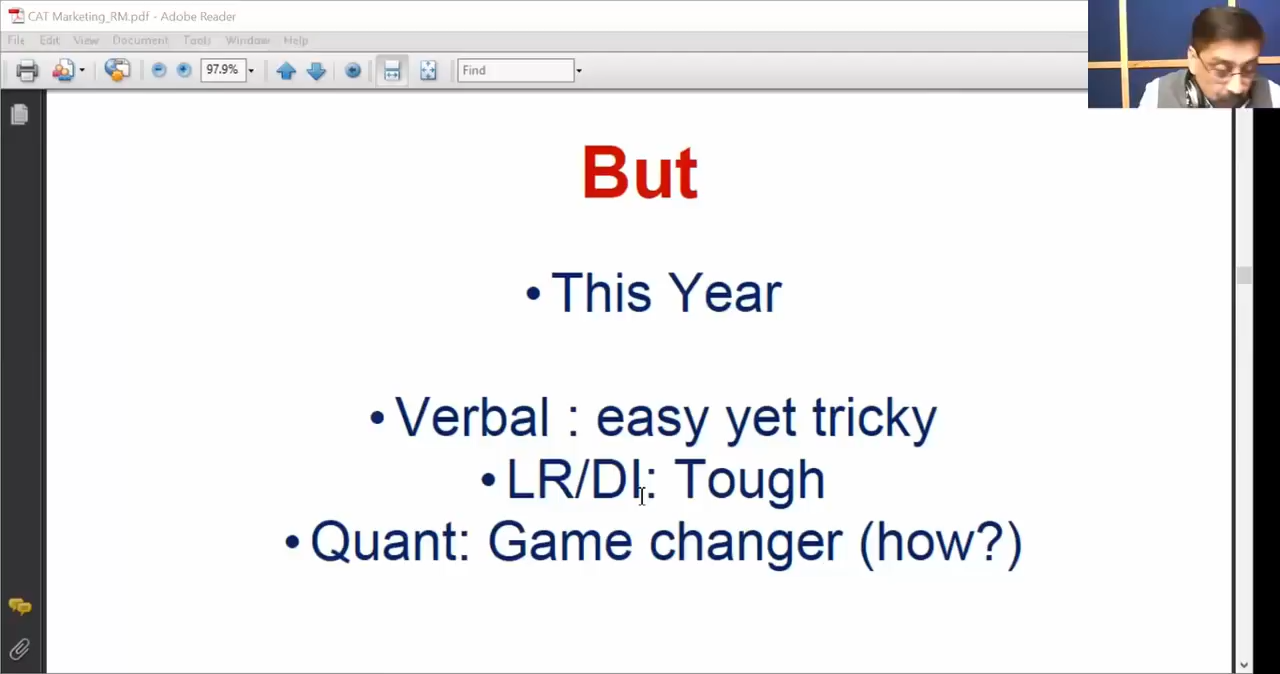 CAT Marketing_RM.pdf - Adobe Reader
File Edit View Document Tools Window Help
97.9% Find
But
• This Year
• Verbal : easy yet tricky
• LR/DI: Tough
• Quant: Game changer (how?)